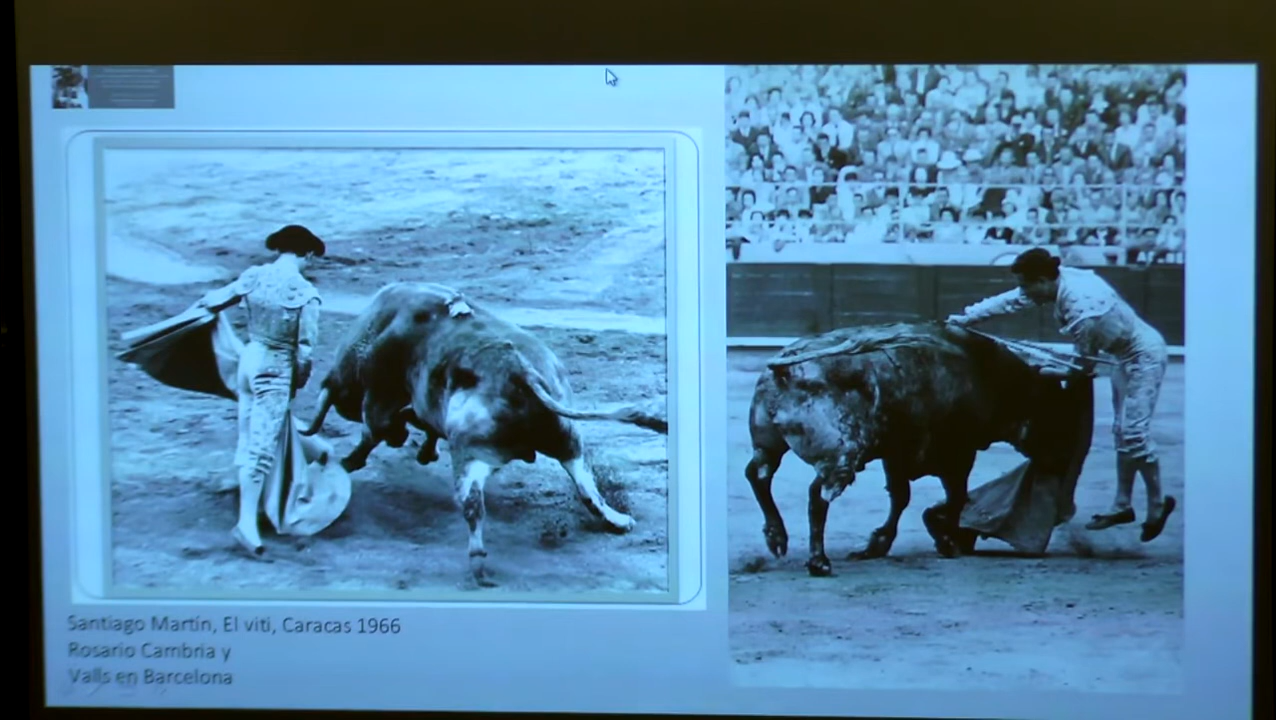 Santiago Martín, El viti, Caracas 1966
Rosario Cambria y
Valls en Barcelona